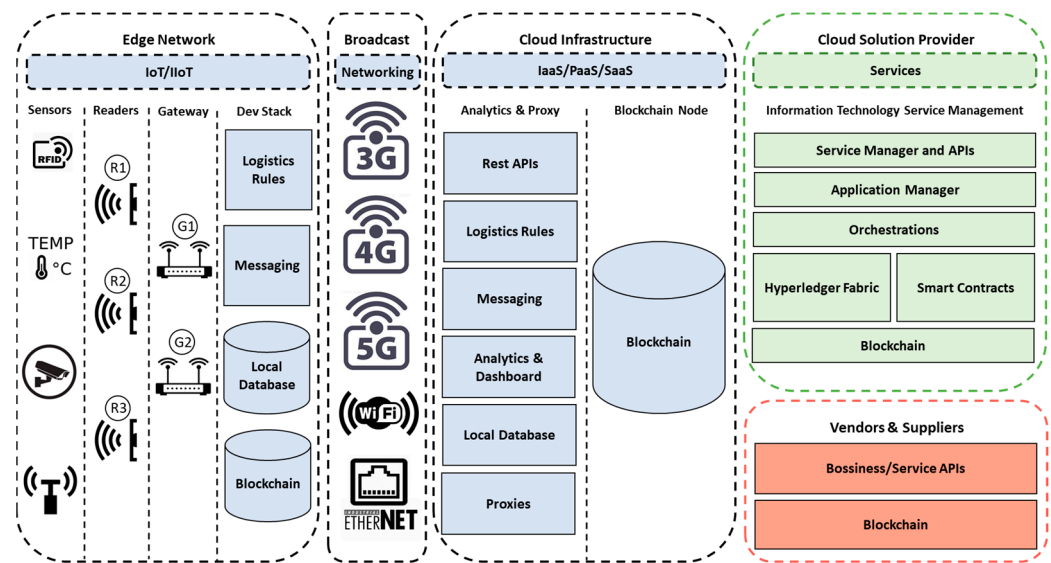 Edge Network
IoT/IIoT
Sensors
Readers
Gateway
Dev Stack
RFID
TEMP
°C
R1
R2
R3
G1
G2
Logistics
Rules
Messaging
Local
Database
Blockchain
Broadcast
Networking
3G
4G
5G
WiFi
ETHERNET
Cloud Infrastructure
IaaS/PaaS/SaaS
Analytics & Proxy
Blockchain Node
Rest APIs
Logistics Rules
Messaging
Analytics &
Dashboard
Local Database
Proxies
Blockchain
Cloud Solution Provider
Services
Information Technology Service Management
Service Manager and APIs
Application Manager
Orchestrations
Hyperledger Fabric
Smart Contracts
Blockchain
Vendors & Suppliers
Bossiness/Service APIs
Blockchain